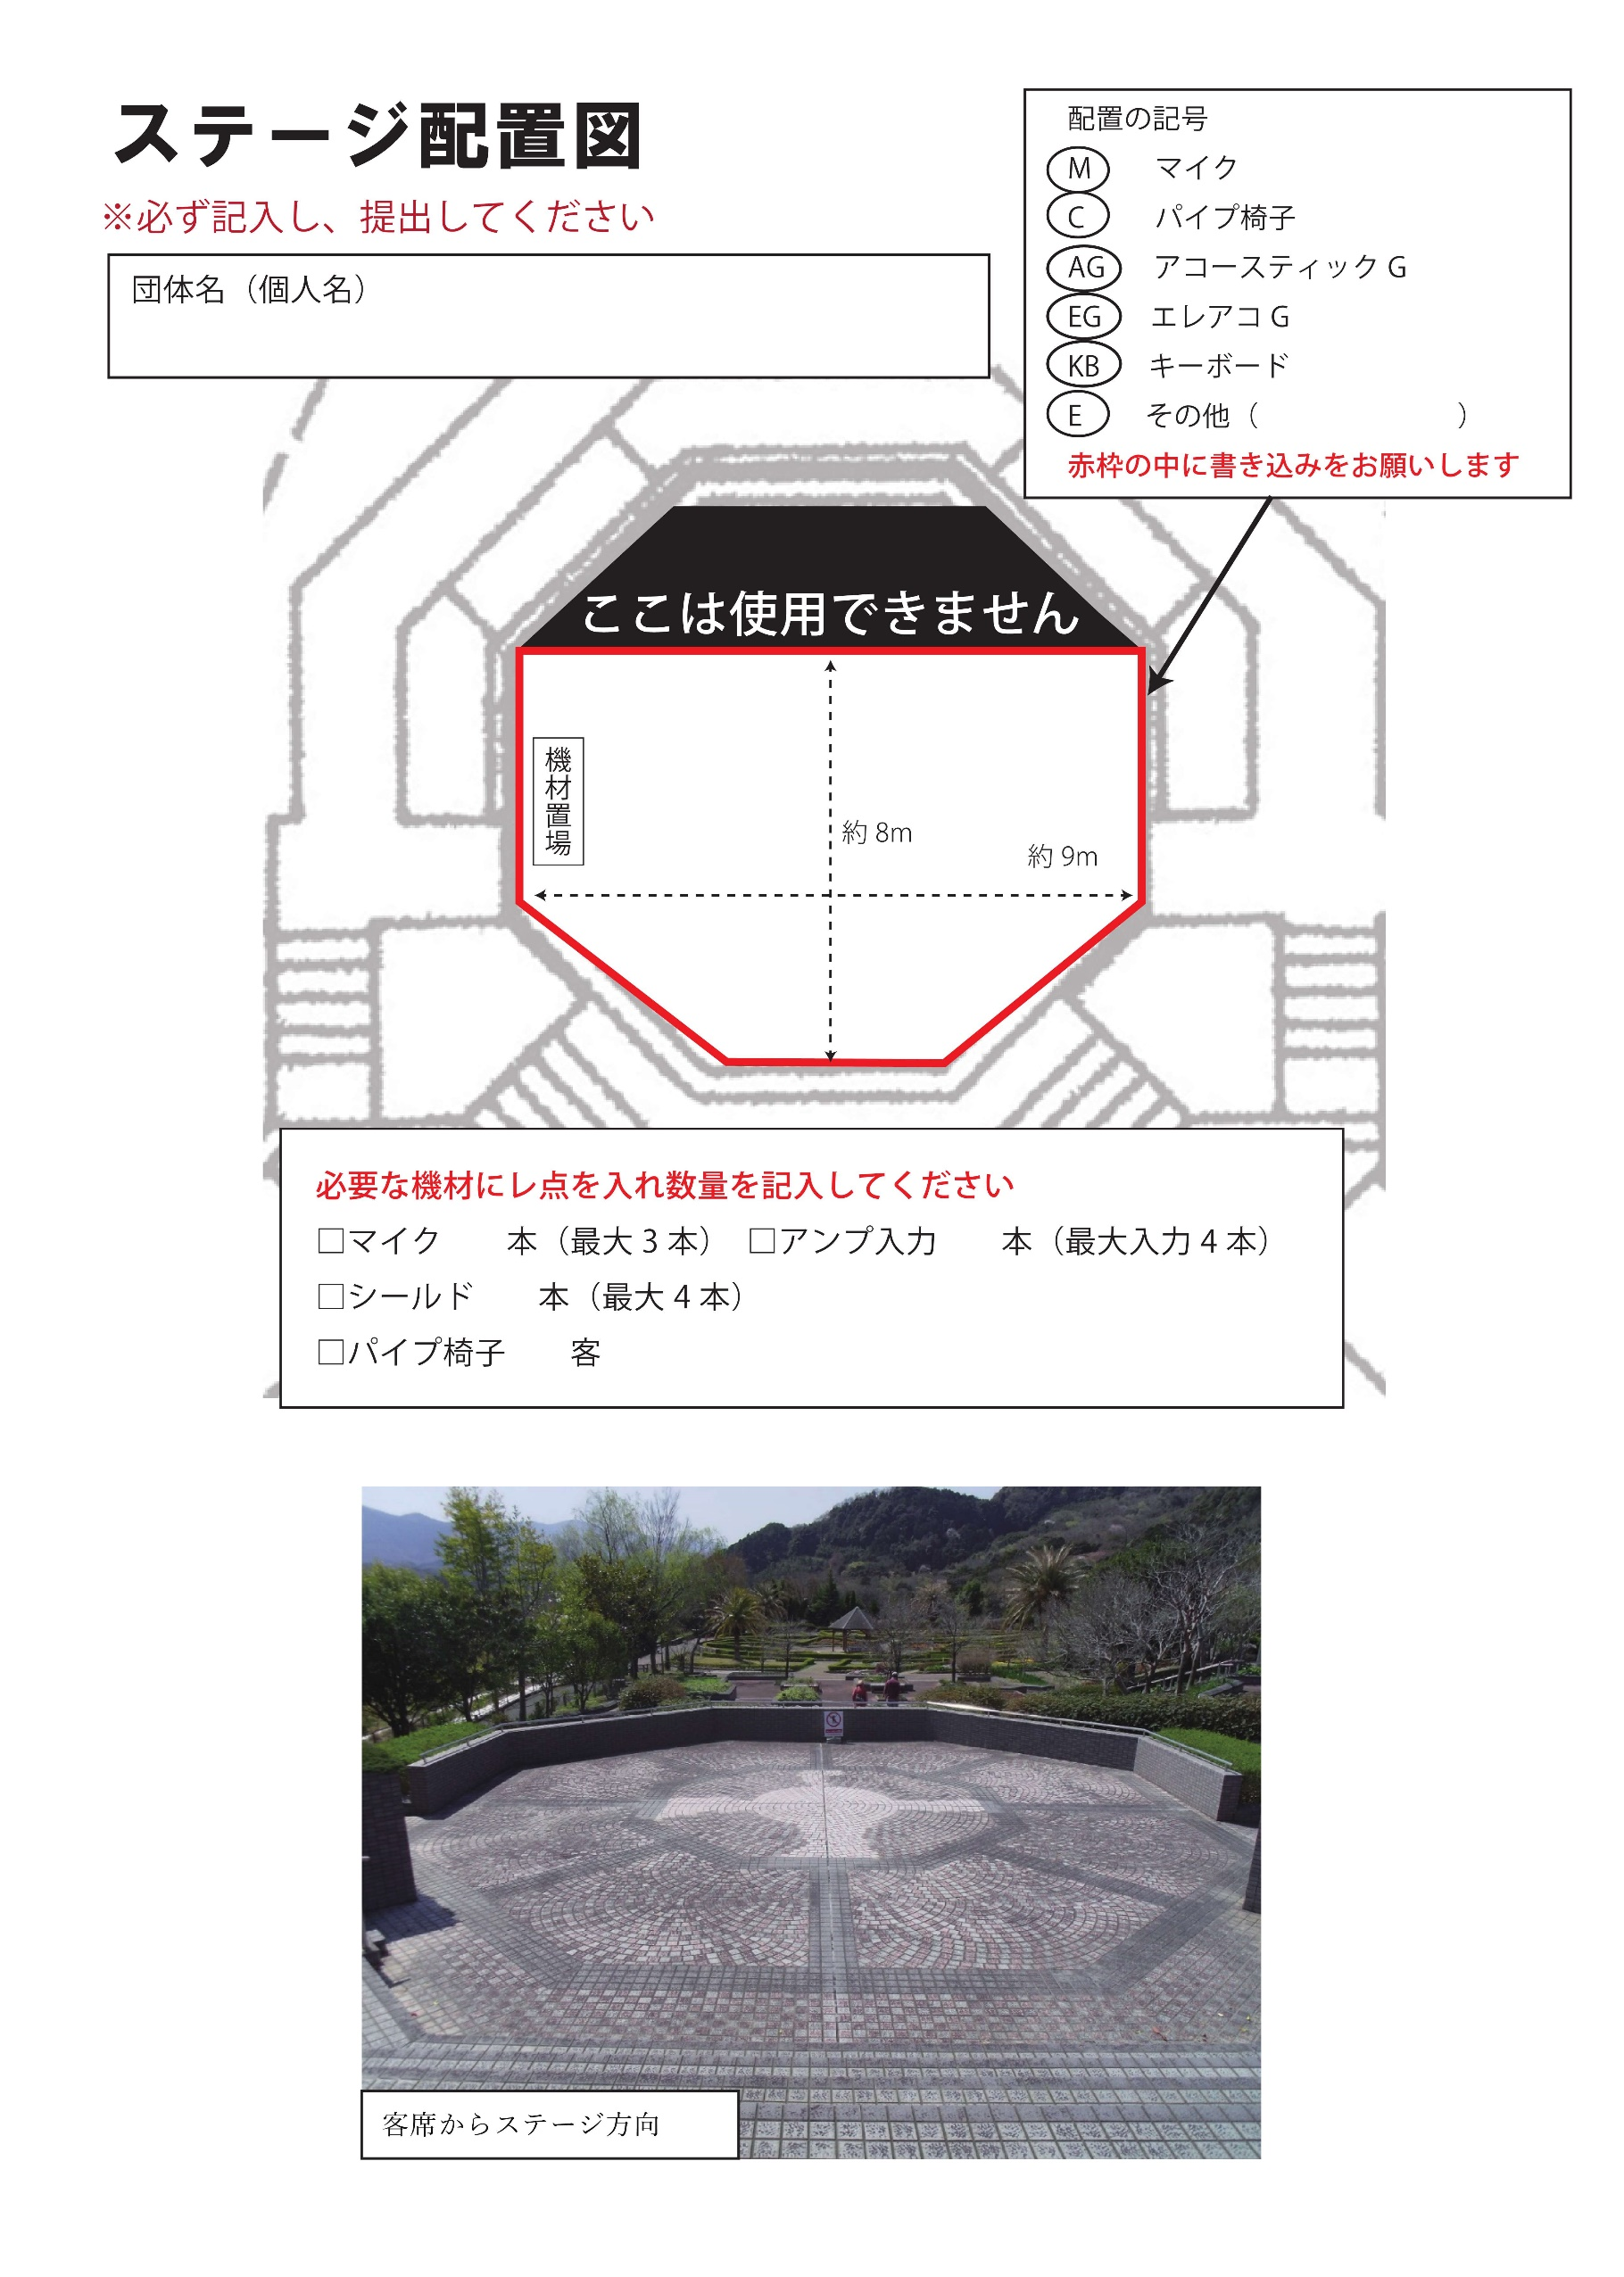 ステージ配置図
※必ず記入し、提出してください
団体名（個人名）
配置の記号
M マイク
C パイプ椅子
AG アコースティック G
EG エレアコ G
KB キーボード
E その他（　　　　　　　）
赤枠の中に書き込みをお願いします
ここは使用できません
機材置場
約 8m
約 9m
必要な機材にレ点を入れ数量を記入してください
□マイク　　本（最大 3 本）　□アンプ入力　　本（最大入力 4 本）
□シールド　　本（最大 4 本）
□パイプ椅子　　客
客席からステージ方向